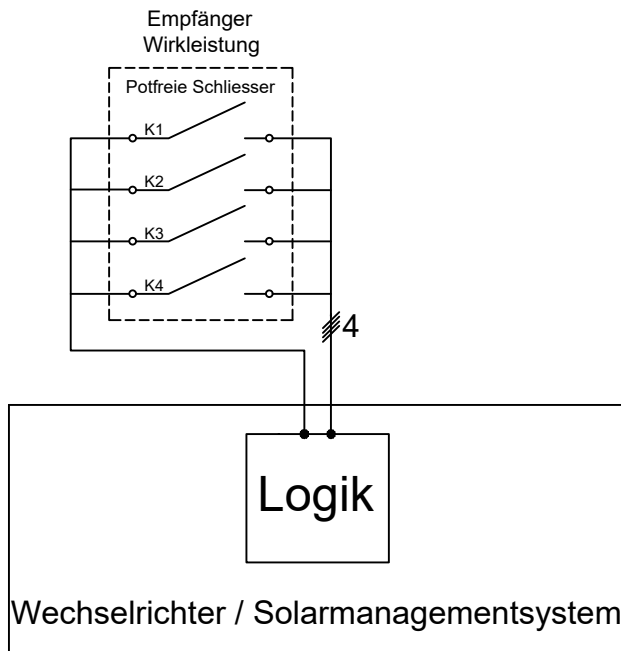 Empfänger
Wirkleistung
Potfreie Schliesser
K1
K2
K3
K4
4
Logik
Wechselrichter / Solarmanagementsystem